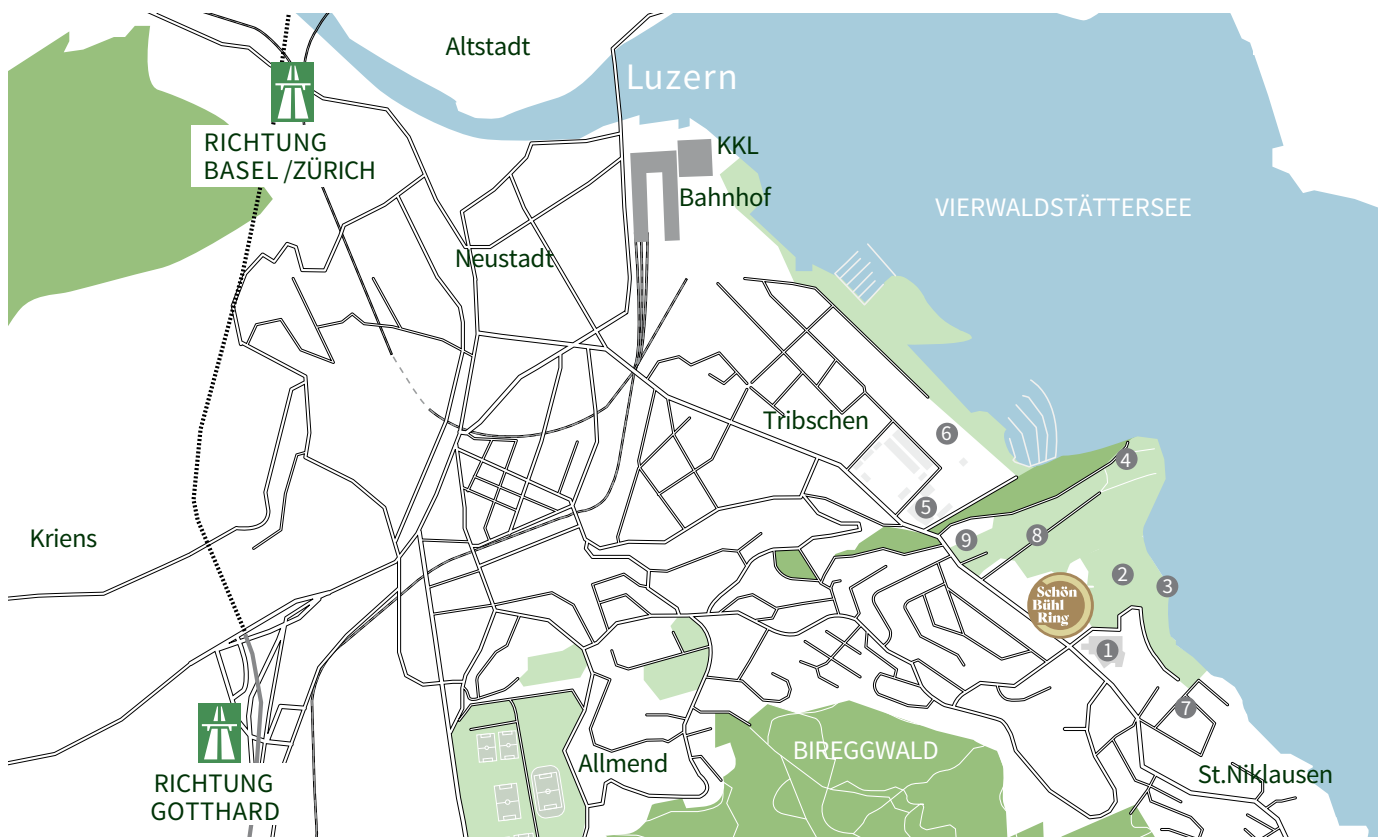 Altstadt
Luzern
RICHTUNG
BASEL /ZÜRICH
KKL
Bahnhof
VIERWALDSTÄTTERSEE
Neustadt
Tribschen
6
4
5
Kriens
9
8
2
3
Schön
Bühl
Ring
1
7
BIREGGWALD
Allmend
St.Niklausen
RICHTUNG
GOTTHARD